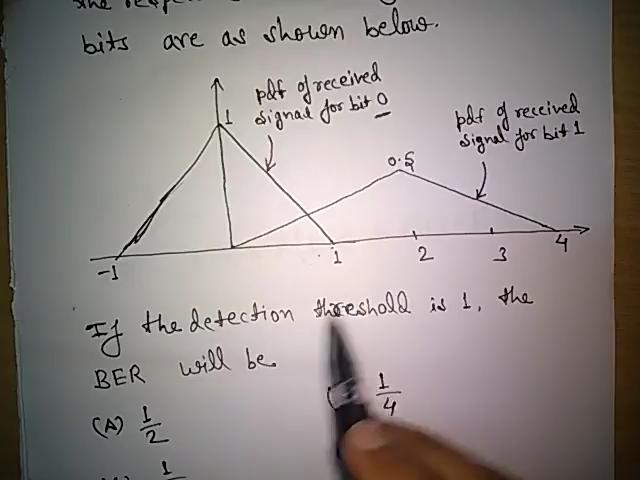 bits are as shown below.
pdf of received
signal for bit 0
pdf of received
signal for bit 1
1
0.5
-1
1
2
3
4
If the detection threshold is 1, the
BER will be
(A) 1/2
1/4
1